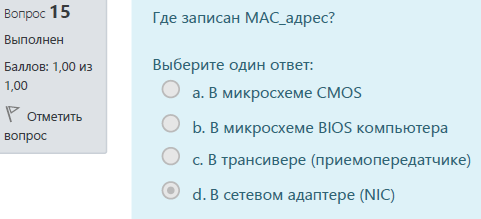 Вопрос 15
Выполнен
Баллов: 1,00 из
1,00
Отметить
вопрос
Где записан MAC_адрес?
Выберите один ответ:
a. В микросхеме CMOS
b. В микросхеме BIOS компьютера
c. В трансивере (приемопередатчике)
d. В сетевом адаптере (NIC)